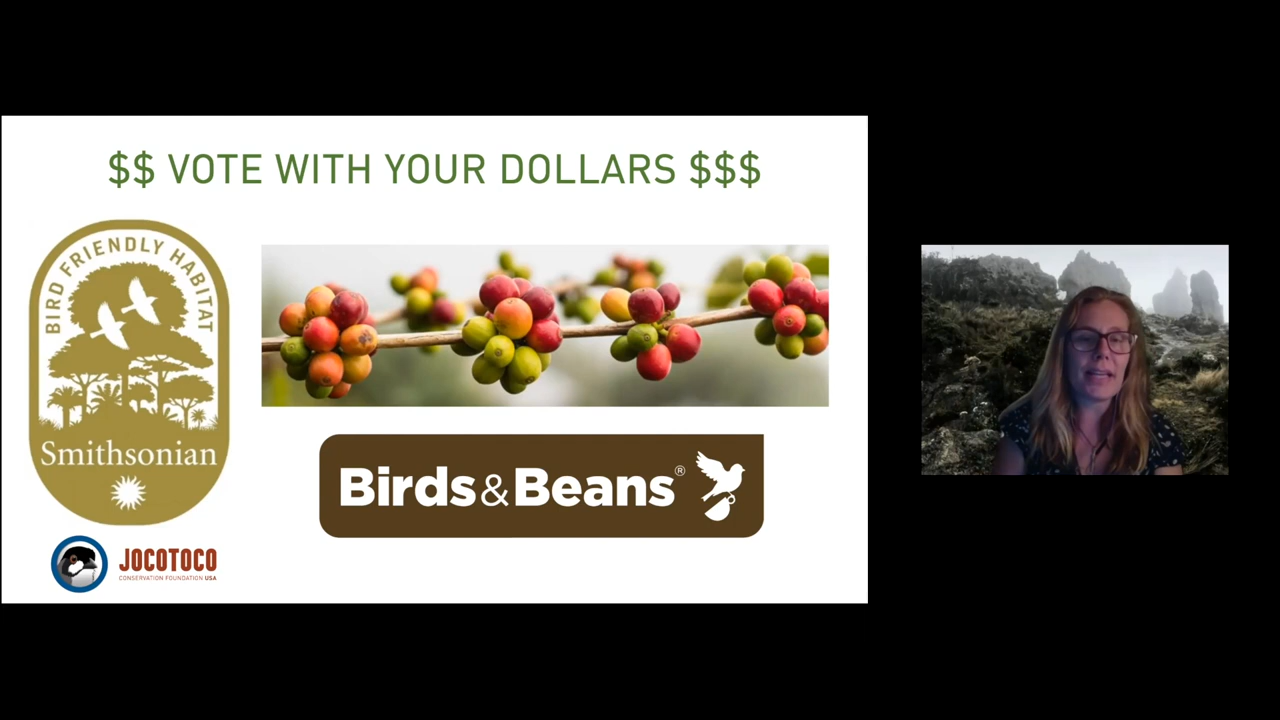 $$ VOTE WITH YOUR DOLLARS $$$
BIRD FRIENDLY HABITAT
Smithsonian
Birds&Beans®
JOCOTOCO
CONSERVATION FOUNDATION USA